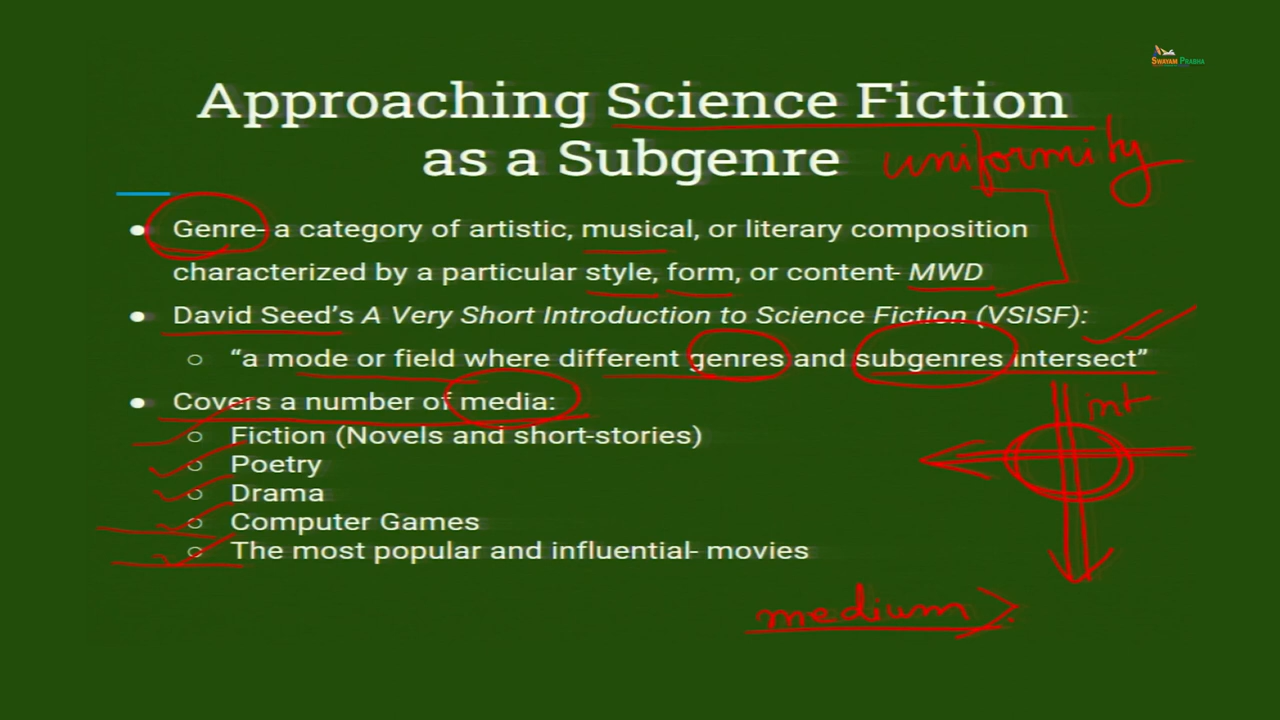 SWAYAM PRABHA
Approaching Science Fiction
as a Subgenre
uniformity
● Genre- a category of artistic, musical, or literary composition
characterized by a particular style, form, or content- MWD
● David Seed's A Very Short Introduction to Science Fiction (VSISF):
○ “a mode or field where different genres and subgenres intersect”
● Covers a number of media:
int
○ Fiction (Novels and short-stories)
○ Poetry
○ Drama
○ Computer Games
○ The most popular and influential- movies
medium